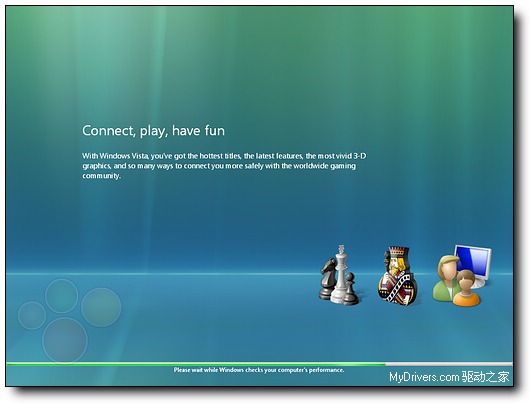 Connect, play, have fun
With Windows Vista, you've got the hottest titles, the latest features, the most vivid 3-D
graphics, and so many ways to connect you more safely with the worldwide gaming
community.
Please wait while Windows checks your computer's performance.
MyDrivers.com 驱动之家